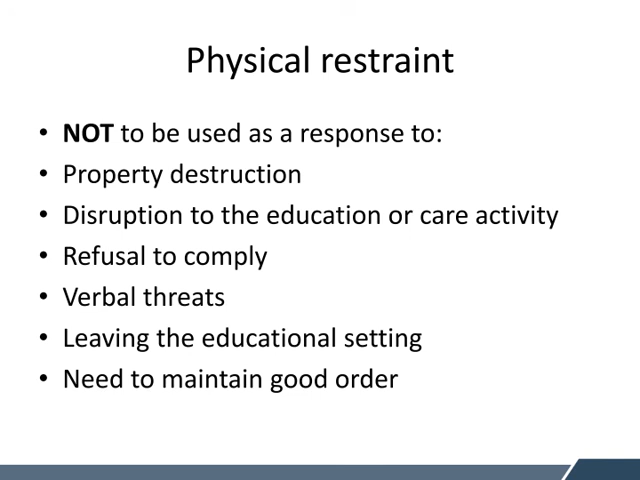 Physical restraint
• NOT to be used as a response to:
• Property destruction
• Disruption to the education or care activity
• Refusal to comply
• Verbal threats
• Leaving the educational setting
• Need to maintain good order